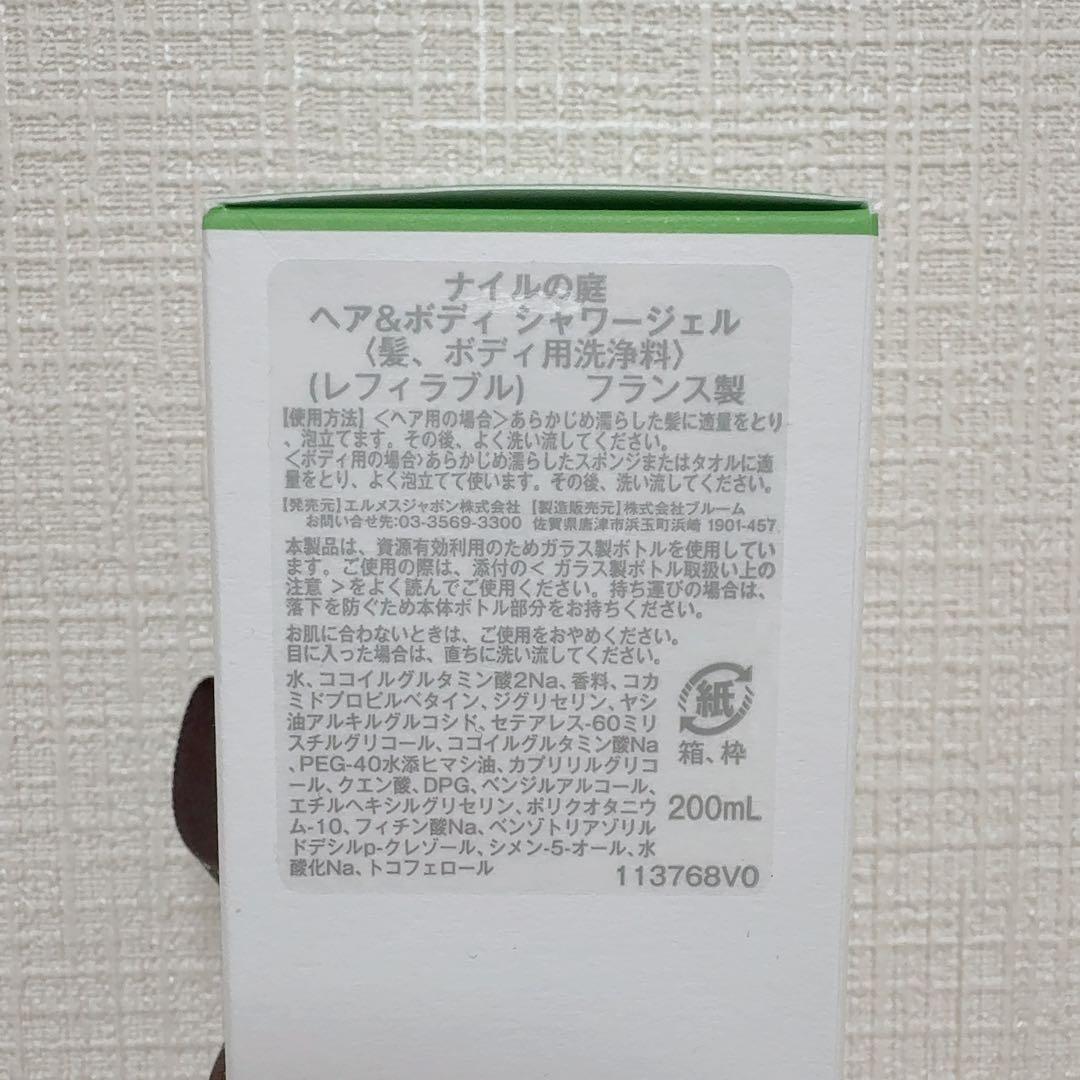 ナイルの庭
ヘア&ボディ シャワージェル
〈髪、ボディ用洗浄料〉
(レフィラブル) フランス製
【使用方法】<ヘア用の場合>あらかじめ濡らした髪に適量をとり
、泡立てます。その後、よく洗い流してください。
<ボディ用の場合>あらかじめ濡らしたスポンジまたはタオルに適
量をとり、よく泡立てて使います。その後、洗い流してください。
【発売元】エルメスジャポン株式会社 【製造販売元】株式会社ブルーム
お問い合せ先:03-3569-3300 佐賀県唐津市浜玉町浜崎 1901-457
本製品は、資源有効利用のためガラス製ボトルを使用してい
ます。ご使用の際は、添付の< ガラス製ボトル取扱い上の
注意 >をよく読んでご使用ください。持ち運びの場合は、
落下を防ぐため本体ボトル部分をお持ちください。
お肌に合わないときは、ご使用をおやめください。
目に入った場合は、直ちに洗い流してください。
水、ココイルグルタミン酸2Na、香料、コカ
ミドプロピルベタイン、ジグリセリン、ヤシ
油アルキルグルコシド、セテアレス-60ミリ
スチルグリコール、ココイルグルタミン酸Na
、PEG-40水添ヒマシ油、カプリリルグリコ
ール、クエン酸、DPG、ベンジルアルコール、
エチルヘキシルグリセリン、ポリクオタニウ
ム-10、フィチン酸Na、ベンゾトリアゾリル
ドデシルp-クレゾール、シメン-5-オール、水
酸化Na、トコフェロール
紙
箱、枠
200mL
113768V0